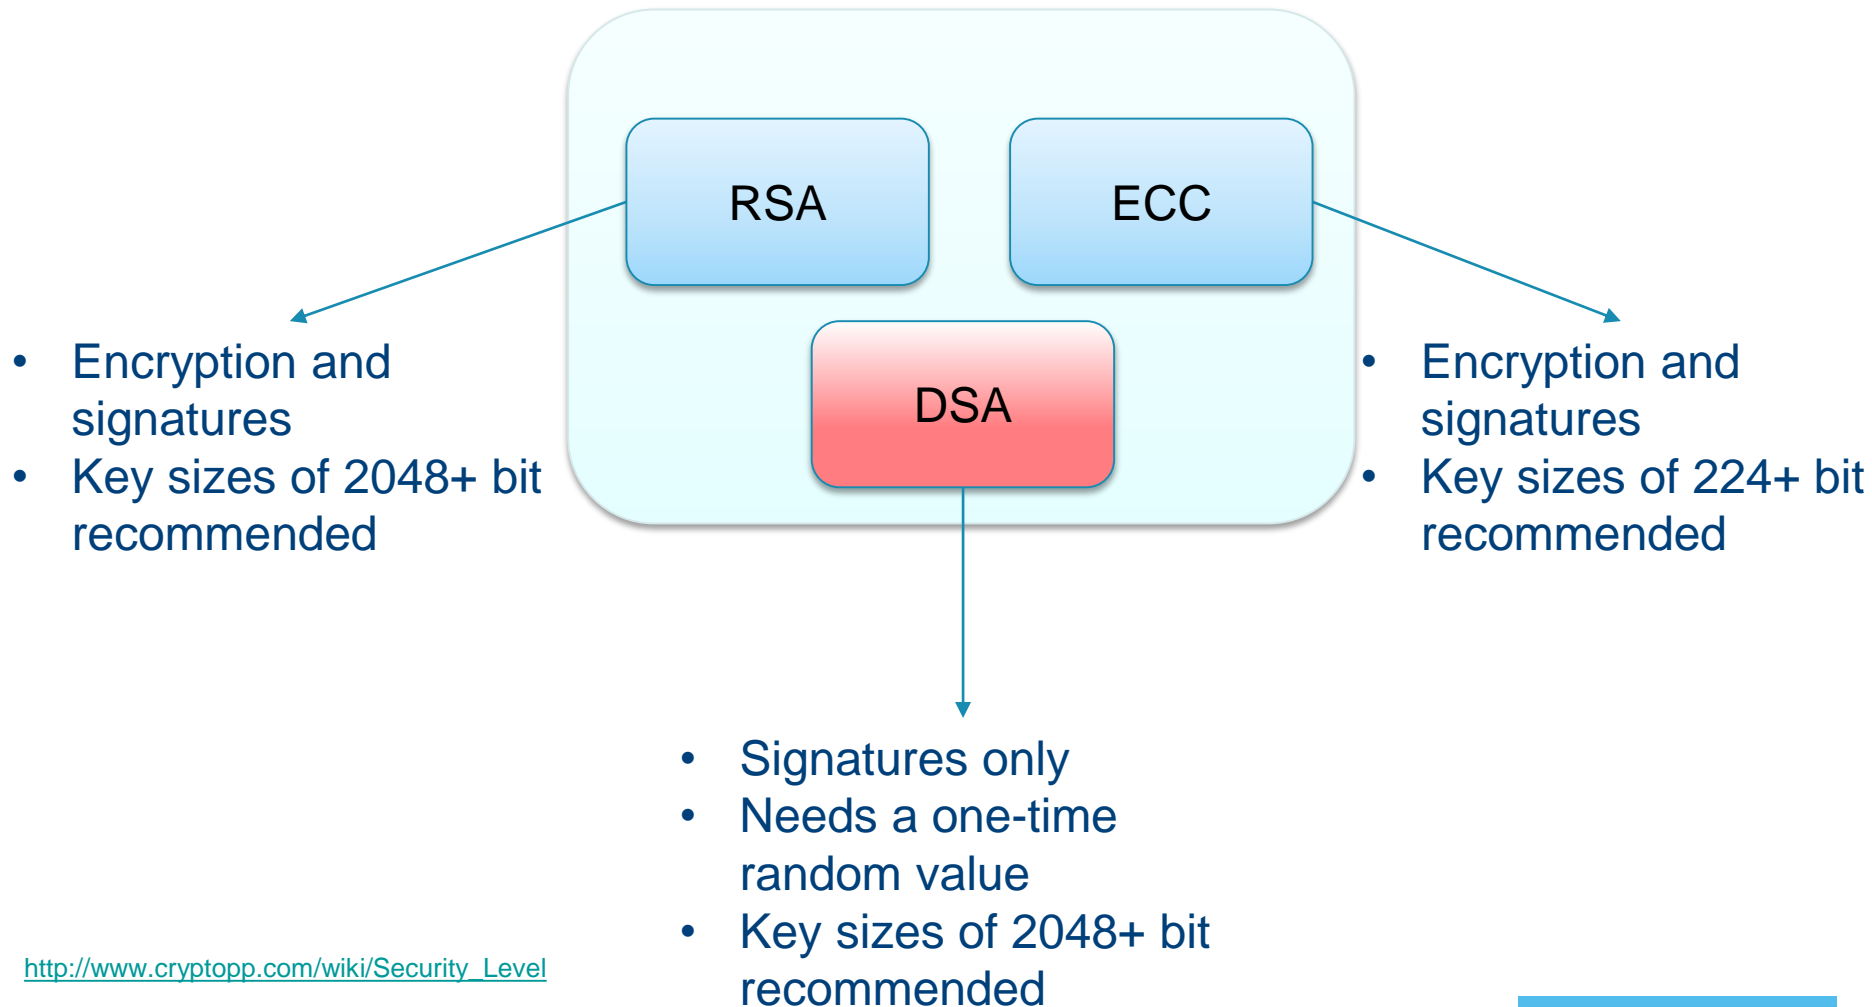 RSA
ECC
DSA
• Encryption and
signatures
• Key sizes of 2048+ bit
recommended
• Encryption and
signatures
• Key sizes of 224+ bit
recommended
• Signatures only
• Needs a one-time
random value
• Key sizes of 2048+ bit
recommended
http://www.cryptopp.com/wiki/Security_Level